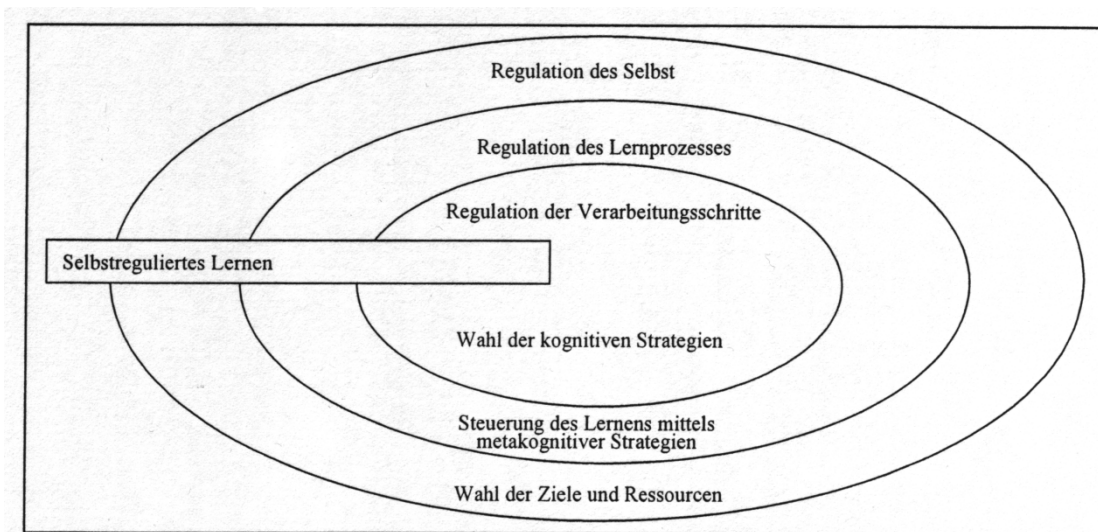 Regulation des Selbst
Regulation des Lernprozesses
Regulation der Verarbeitungsschritte
Selbstreguliertes Lernen
Wahl der kognitiven Strategien
Steuerung des Lernens mittels
metakognitiver Strategien
Wahl der Ziele und Ressourcen